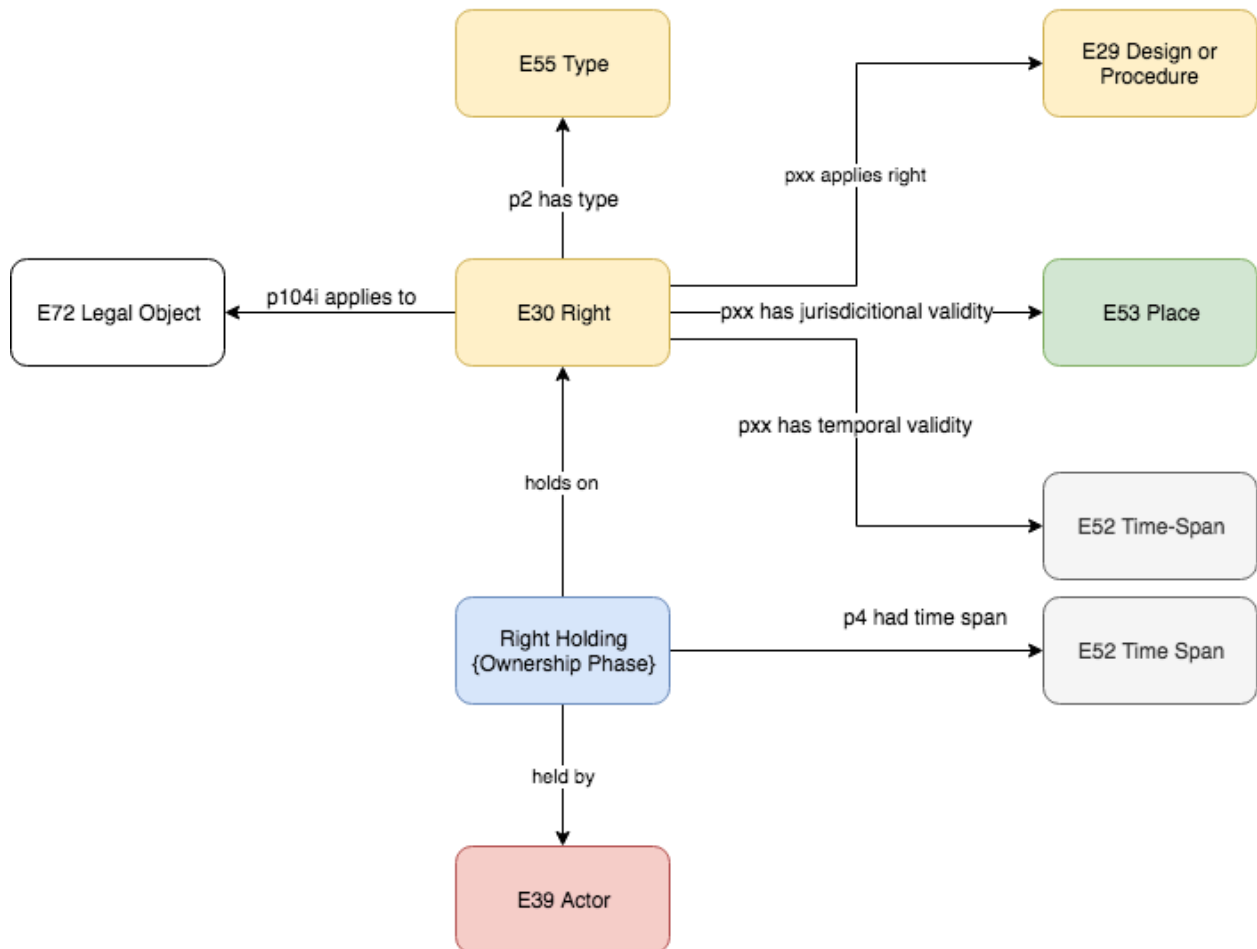 E55 Type
E29 Design or
Procedure
pxx applies right
p2 has type
E72 Legal Object
p104i applies to
E30 Right
pxx has jurisdicitional validity
E53 Place
pxx has temporal validity
holds on
E52 Time-Span
Right Holding
{Ownership Phase}
p4 had time span
E52 Time Span
held by
E39 Actor